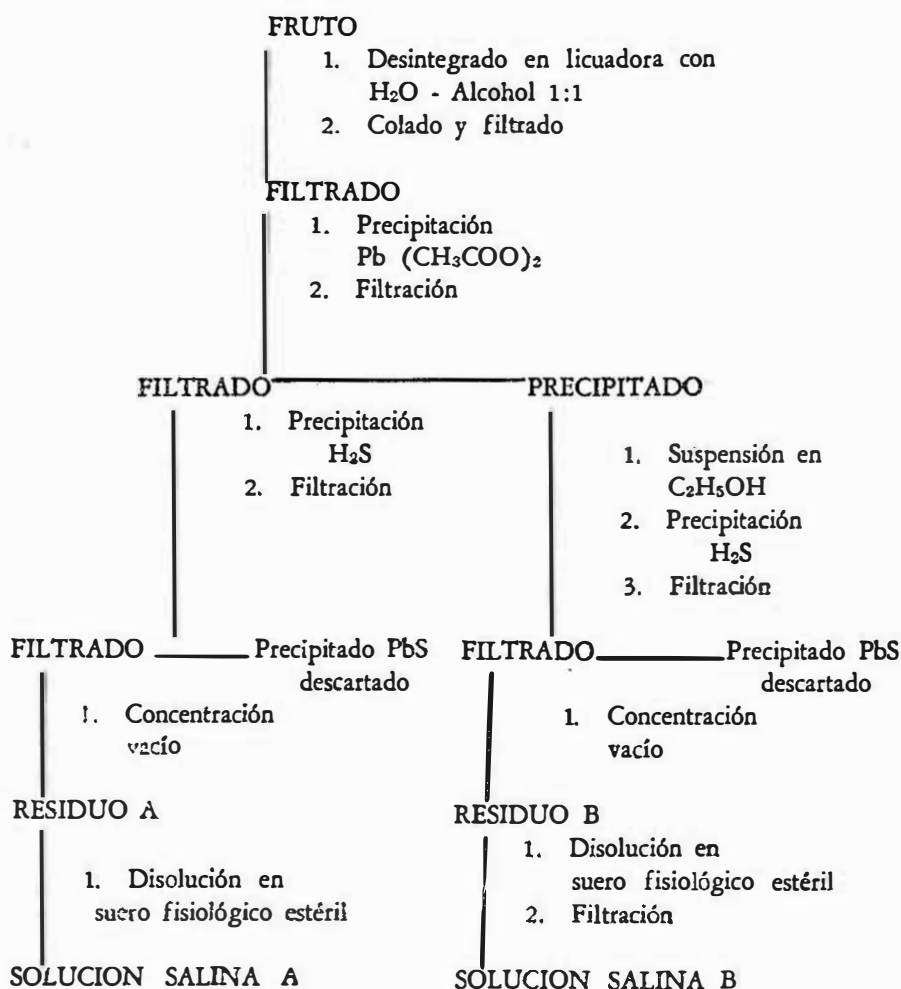 FRUTO
1. Desintegrado en licuadora con
H₂O - Alcohol 1:1
2. Colado y filtrado
FILTRADO
1. Precipitación
Pb (CH₃COO)₂
2. Filtración
FILTRADO
PRECIPITADO
1. Precipitación
H₂S
2. Filtración
1. Suspensión en
C₂H₅OH
2. Precipitación
H₂S
3. Filtración
FILTRADO
Precipitado PbS
descartado
FILTRADO
Precipitado PbS
descartado
1. Concentración
vacío
1. Concentración
vacío
RESIDUO A
RESIDUO B
1. Disolución en
suero fisiológico estéril
1. Disolución en
suero fisiológico estéril
2. Filtración
SOLUCION SALINA A
SOLUCION SALINA B